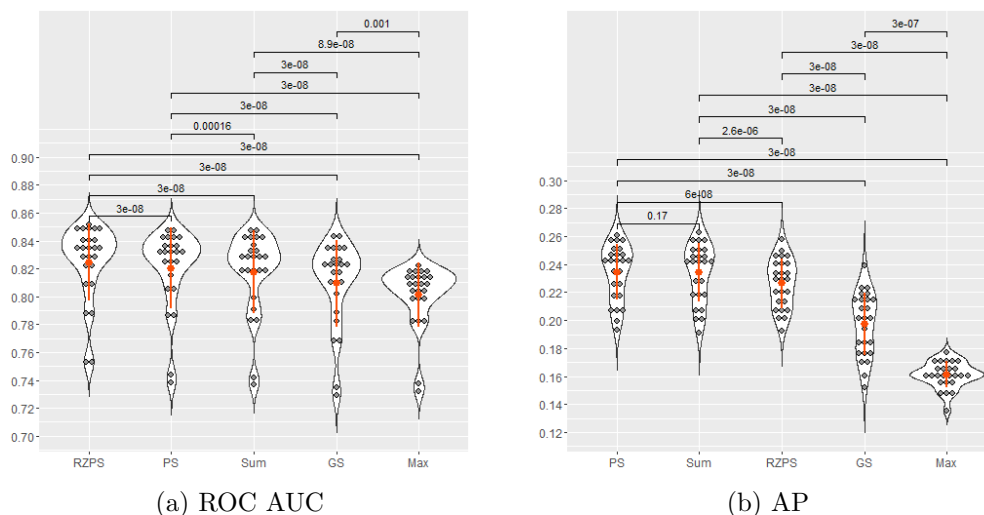 0.001
8.9e-08
3e-08
3e-08
3e-08
0.00016
3e-08
3e-08
3e-08
3e-08
0.90
0.88
0.86
0.84
0.82
0.80
0.78
0.76
0.74
0.72
0.70
RZPS PS Sum GS Max
(a) ROC AUC
3e-07
3e-08
3e-08
3e-08
3e-08
2.6e-06
3e-08
3e-08
6e-08
0.17
0.30
0.28
0.26
0.24
0.22
0.20
0.18
0.16
0.14
0.12
PS Sum RZPS GS Max
(b) AP